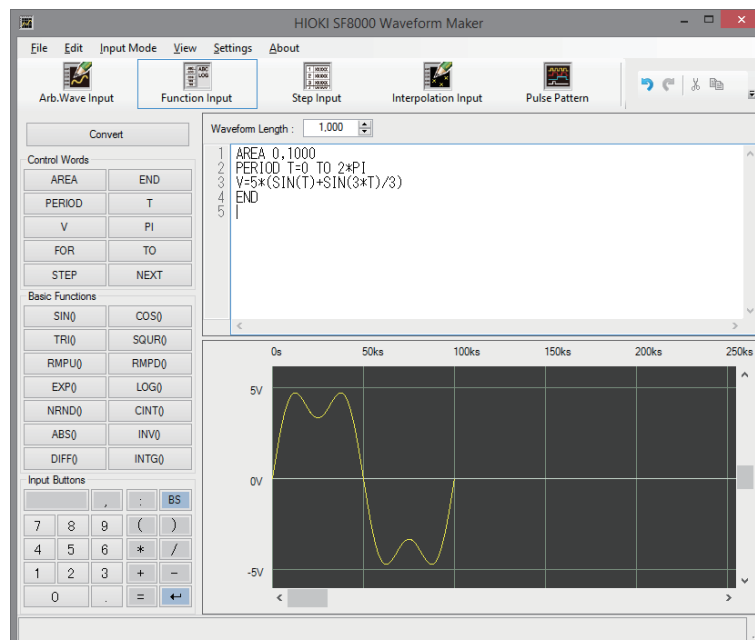 HIOKI SF8000 Waveform Maker
File Edit Input Mode View Settings About
Arb.Wave Input Function Input Step Input Interpolation Input Pulse Pattern
Convert
Waveform Length : 1,000
Control Words
AREA END
PERIOD T
V PI
FOR TO
STEP NEXT
1 AREA 0,1000
2 PERIOD T=0 TO 2*PI
3 V=5*(SIN(T)+SIN(3*T)/3)
4 END
5
Basic Functions
SIN() COS()
TRI() SQUR()
RMPU() RMPD()
EXP() LOG()
NRND() CINT()
ABS() INV()
DIFF() INTG()
0s 50ks 100ks 150ks 200ks 250ks
5V
0V
-5V
Input Buttons
, : BS
7 8 9 ( )
4 5 6 * /
1 2 3 + -
0 . = ↵